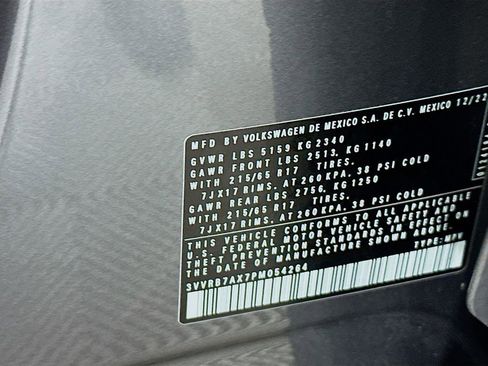 MFD BY VOLKSWAGEN DE MEXICO S.A. DE C.V. MEXICO 12/22
GVWR LBS 5159 KG 2340
GAWR FRONT LBS 2513, KG 1140
WITH 215/65 R17 TIRES.
7JX17 RIMS, AT 260 KPA, 38 PSI COLD
GAWR REAR LBS 2756, KG 1250
WITH 215/65 R17 TIRES.
7JX17 RIMS, AT 260 KPA, 38 PSI COLD
THIS VEHICLE CONFORMS TO ALL APPLICABLE
U.S. FEDERAL MOTOR VEHICLE SAFETY AND
THEFT PREVENTION STANDARDS IN EFFECT ON
THE DATE OF MANUFACTURE SHOWN ABOVE.
3VVRB7AX7PM054264 TYPE: MPV